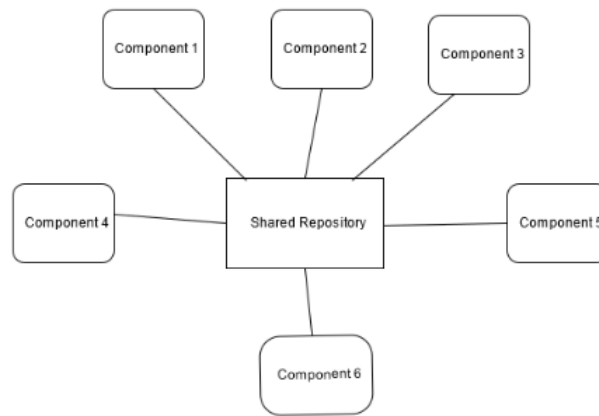 Component 1
Component 2
Component 3
Component 4
Shared Repository
Component 5
Component 6